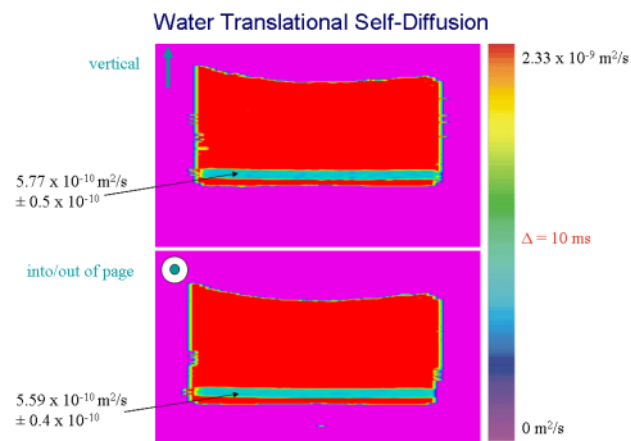 Water Translational Self-Diffusion
vertical
2.33 x 10⁻⁹ m²/s
5.77 x 10⁻¹⁰ m²/s
± 0.5 x 10⁻¹⁰
Δ = 10 ms
into/out of page
5.59 x 10⁻¹⁰ m²/s
± 0.4 x 10⁻¹⁰
0 m²/s